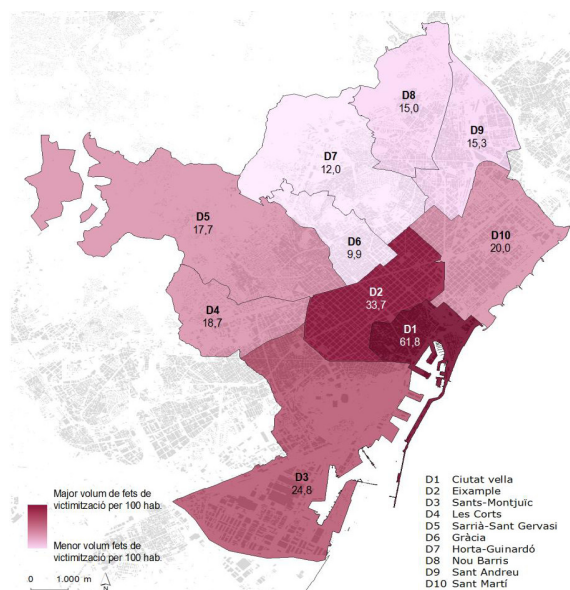 D8
15,0
D9
15,3
D7
12,0
D5
17,7
D6
9,9
D10
20,0
D2
33,7
D4
18,7
D1
61,8
D3
24,8
Major volum de fets de
victimització per 100 hab.
Menor volum fets de
victimització per 100 hab.
0 1.000 m
N
D1 Ciutat vella
D2 Eixample
D3 Sants-Montjuïc
D4 Les Corts
D5 Sarrià-Sant Gervasi
D6 Gràcia
D7 Horta-Guinardó
D8 Nou Barris
D9 Sant Andreu
D10 Sant Martí